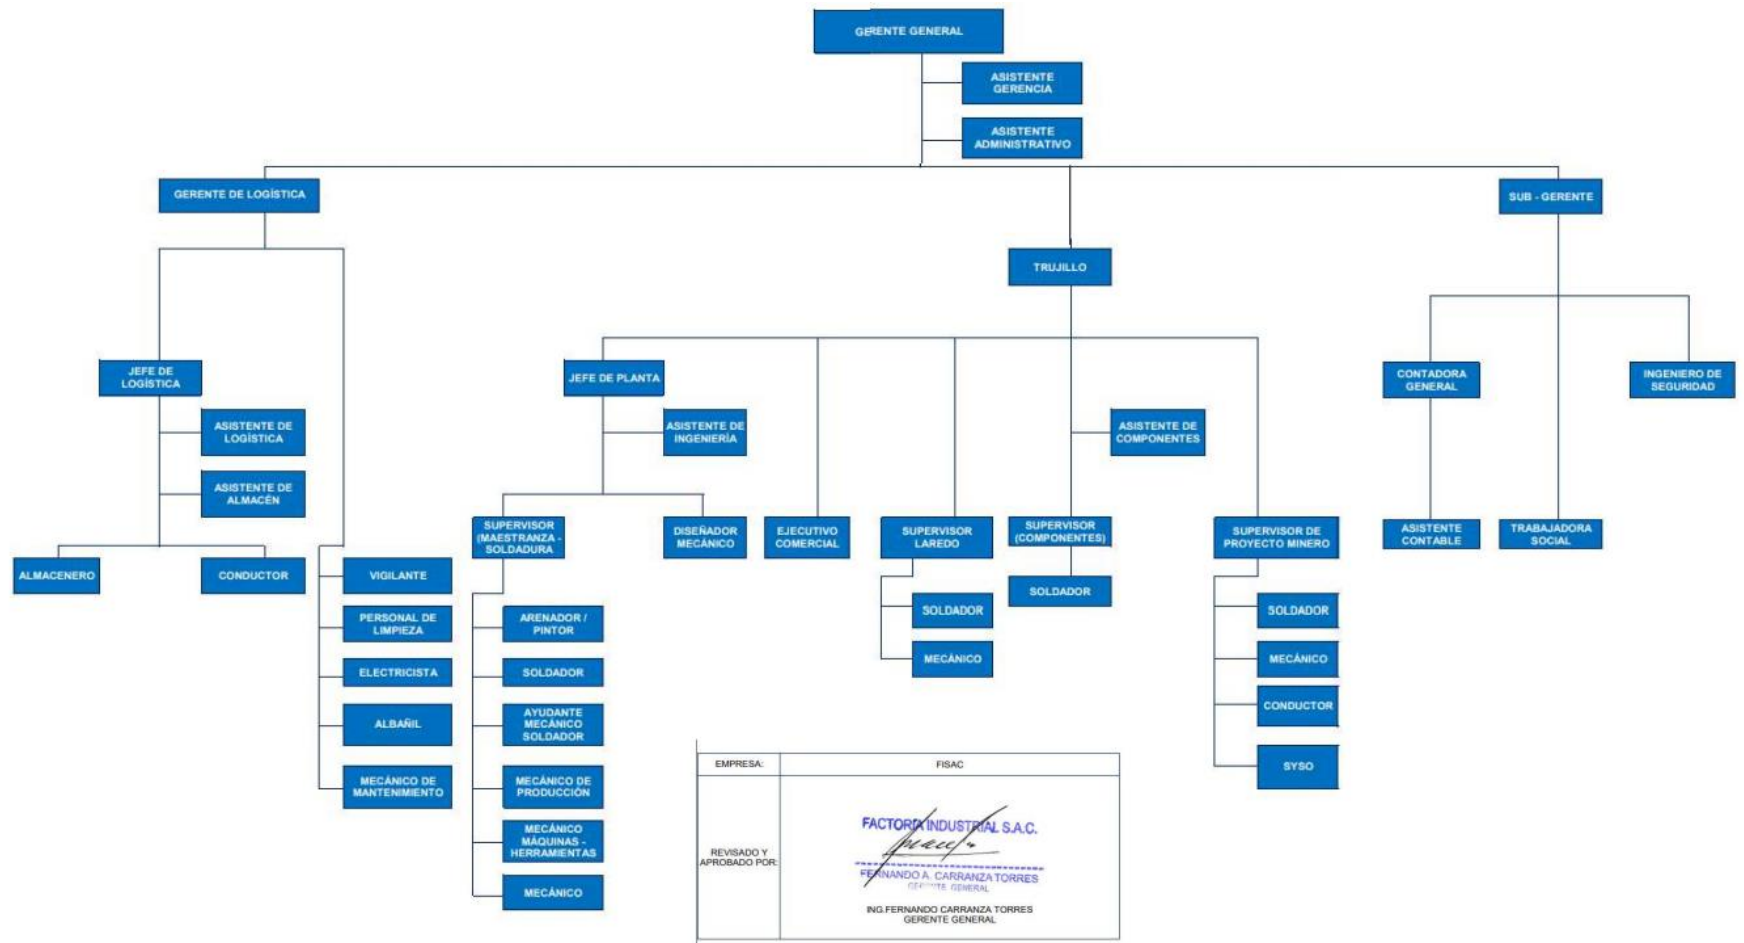 GERENTE GENERAL
ASISTENTE
GERENCIA
ASISTENTE
ADMINISTRATIVO
GERENTE DE LOGÍSTICA
SUB - GERENTE
TRUJILLO
JEFE DE
LOGÍSTICA
JEFE DE PLANTA
CONTADORA
GENERAL
INGENIERO DE
SEGURIDAD
ASISTENTE DE
LOGÍSTICA
ASISTENTE DE
INGENIERÍA
ASISTENTE DE
COMPONENTES
ASISTENTE DE
ALMACÉN
SUPERVISOR
(MAESTRANZA -
SOLDADURA
DISEÑADOR
MECÁNICO
EJECUTIVO
COMERCIAL
SUPERVISOR
LAREDO
SUPERVISOR
(COMPONENTES)
SUPERVISOR DE
PROYECTO MINERO
ASISTENTE
CONTABLE
TRABAJADORA
SOCIAL
ALMACENERO
CONDUCTOR
VIGILANTE
PERSONAL DE
LIMPIEZA
ELECTRICISTA
ALBAÑIL
MECÁNICO DE
MANTENIMIENTO
ARENADOR /
PINTOR
SOLDADOR
AYUDANTE
MECÁNICO
SOLDADOR
MECÁNICO DE
PRODUCCIÓN
MECÁNICO
MÁQUINAS -
HERRAMIENTAS
MECÁNICO
SOLDADOR
MECÁNICO
SOLDADOR
SOLDADOR
MECÁNICO
CONDUCTOR
SYSO
EMPRESA:
FISAC
REVISADO Y
APROBADO POR:
FACTORÍA INDUSTRIAL S.A.C.
FERNANDO A. CARRANZA TORRES
GERENTE GENERAL
ING.FERNANDO CARRANZA TORRES
GERENTE GENERAL